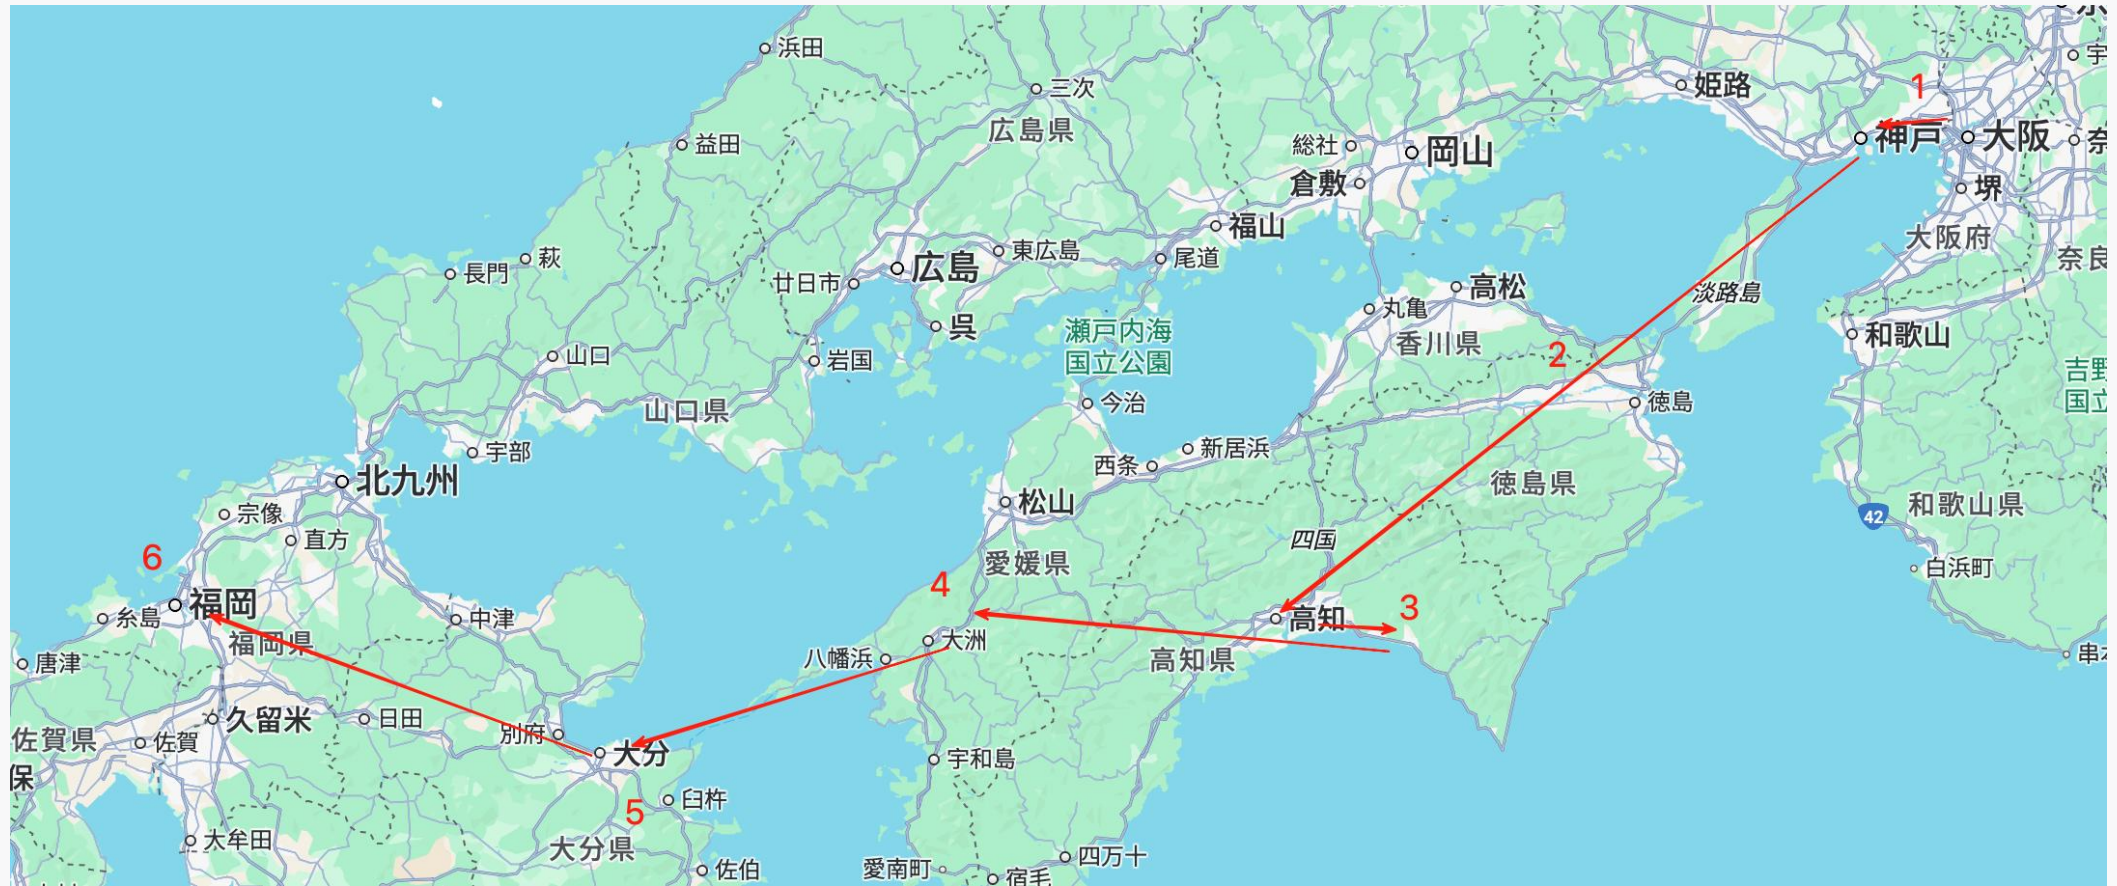 浜田
三次
姫路
1
宇
広島県
神戸
大阪
奈
益田
総社
岡山
倉敷
堺
福山
大阪府
萩
東広島
尾道
奈良
長門
広島
廿日市
高松
淡路島
丸亀
呉
瀬戸内海
国立公園
香川県
和歌山
山口
岩国
2
吉野
国立
山口県
今治
徳島
宇部
新居浜
西条
北九州
徳島県
松山
和歌山県
宗像
42
直方
四国
6
愛媛県
白浜町
4
福岡
3
糸島
中津
高知
福岡県
大洲
唐津
八幡浜
高知県
串本
久留米
日田
別府
佐賀県
佐賀
大分
宇和島
保
臼杵
5
大牟田
大分県
四万十
佐伯
愛南町
宿毛